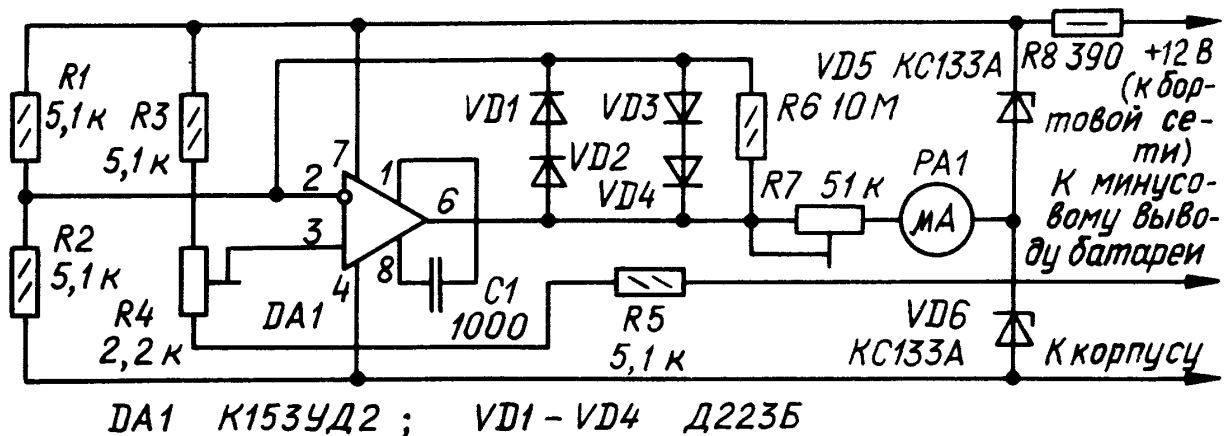 R1
5,1 к
R3
5,1 к
R2
5,1 к
R4
2,2 к
7
2
3
4
1
8
6
DA1
C1
1000
VD1
VD2
VD3
VD4
R6 10 М
R7 51 к
PA1
μA
R5
5,1 к
VD5 КС133А
VD6
КС133А
R8 390
+12 В
(к бор-
товой се-
ти)
К минусо-
вому выво-
ду батареи
К корпусу
DA1 К153УД2 ; VD1 – VD4 Д223Б